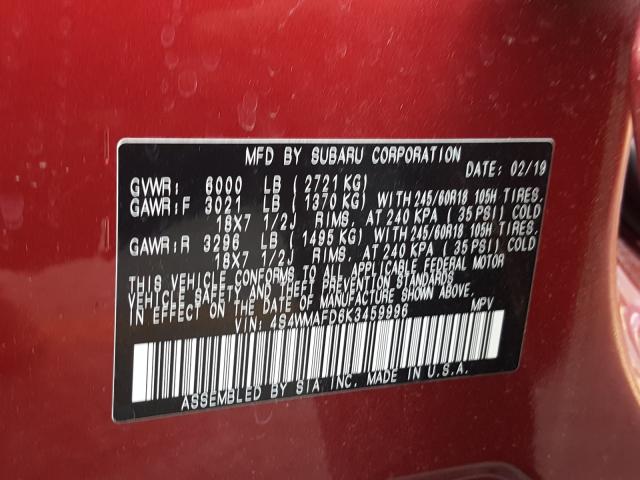 MFD BY SUBARU CORPORATION
DATE: 02/19
GVWR: 6000 LB (2721 KG)
GAWR:F 3021 LB (1370 KG) WITH 245/60R18 105H TIRES,
18X7 1/2J RIMS, AT 240 KPA (35 PSI) COLD
GAWR:R 3296 LB (1495 KG) WITH 245/60R18 105H TIRES,
18X7 1/2J RIMS, AT 240 KPA (35 PSI) COLD
THIS VEHICLE CONFORMS TO ALL APPLICABLE FEDERAL MOTOR
VEHICLE SAFETY AND THEFT PREVENTION STANDARDS IN EFFECT
ON THE DATE OF MANUFACTURE SHOWN ABOVE.
VIN: 4S4WMAFD6K3459996 MPV
ASSEMBLED BY SIA INC. MADE IN U.S.A.